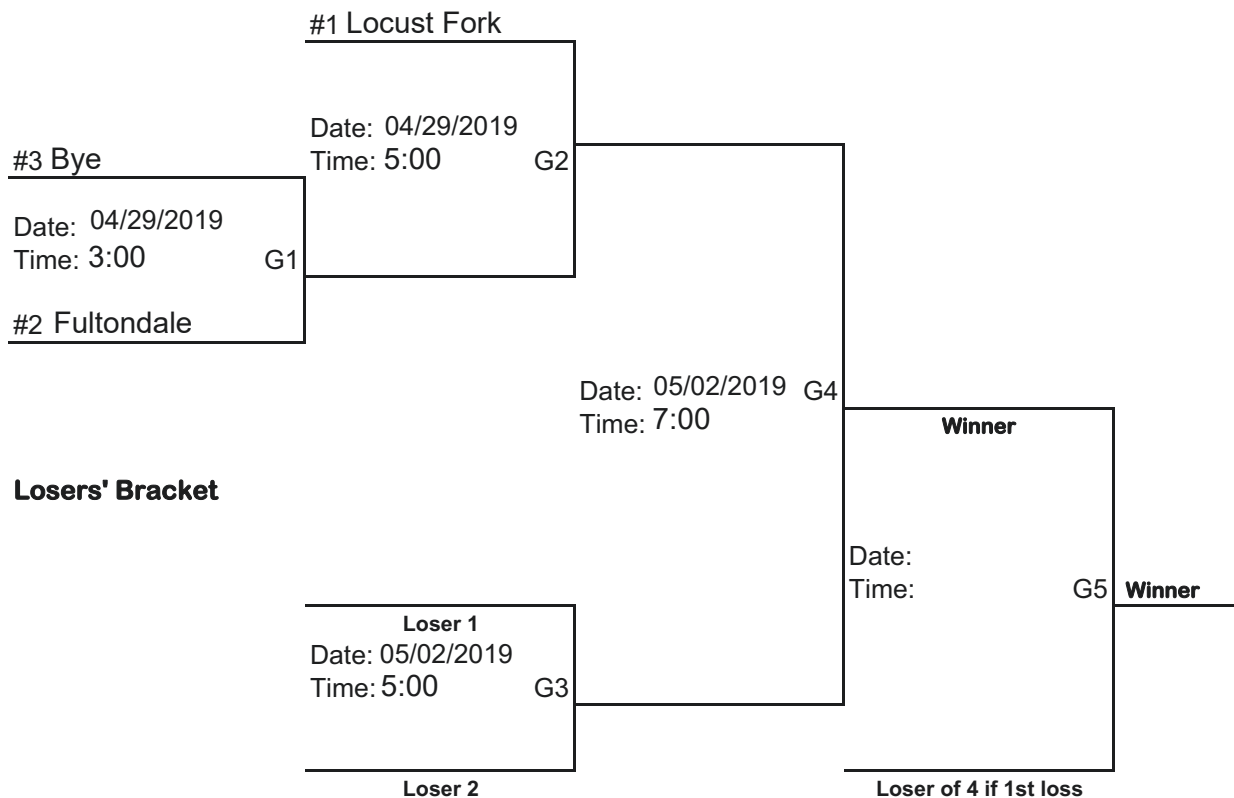 #1 Locust Fork
Date: 04/29/2019
Time: 5:00 G2
#3 Bye
Date: 04/29/2019
Time: 3:00 G1
#2 Fultondale
Date: 05/02/2019 G4
Time: 7:00
Winner
Losers' Bracket
Date:
Time: G5 Winner
Loser 1
Date: 05/02/2019
Time: 5:00 G3
Loser 2
Loser of 4 if 1st loss